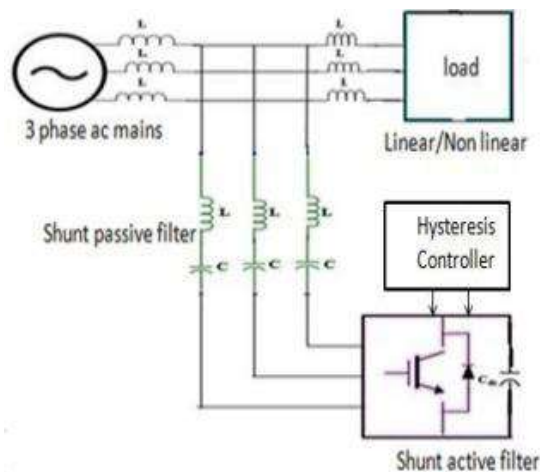 L
L
L
L
L
L
load
3 phase ac mains
Linear/Non linear
L
L
L
Shunt passive filter
C
C
C
Hysteresis
Controller
C
Shunt active filter